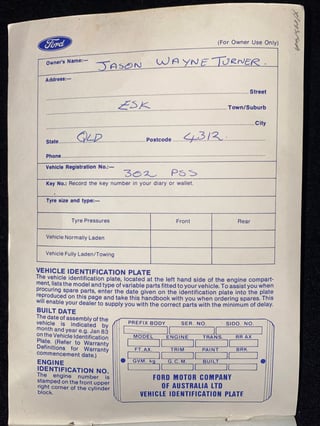 Ford
(For Owner Use Only)
Owner's Name:— JASON WAYNE TURNER.
Address:—
Street
ESK Town/Suburb
City
State QLD Postcode 4312.
Phone
Vehicle Registration No.:— 302 PSS
Key No.: Record the key number in your diary or wallet.
Tyre size and type:—
Tyre Pressures Front Rear
Vehicle Normally Laden
Vehicle Fully Laden/Towing
VEHICLE IDENTIFICATION PLATE
The vehicle identification plate, located at the left hand side of the engine compart-
ment, lists the model and type of variable parts fitted to your vehicle. To assist you when
procuring spare parts, enter the date given on the identification plate into the plate
reproduced on this page and take this handbook with you when ordering spares. This
will enable your dealer to supply you with the correct parts with the minimum of delay.
BUILT DATE
The date of assembly of the
vehicle is indicated by
month and year e.g. Jan 83
on the Vehicle Identification
Plate. (Refer to Warranty
Definitions for Warranty
commencement date.)
ENGINE
IDENTIFICATION NO.
The engine number is
stamped on the front upper
right corner of the cylinder
block.
PREFIX BODY SER. NO. SIDO. NO.
MODEL ENGINE TRANS. RR AX
FT. AX. TRIM PAINT BRK
GVM. kg G.C.M. BUILT
FORD MOTOR COMPANY
OF AUSTRALIA LTD
VEHICLE IDENTIFICATION PLATE